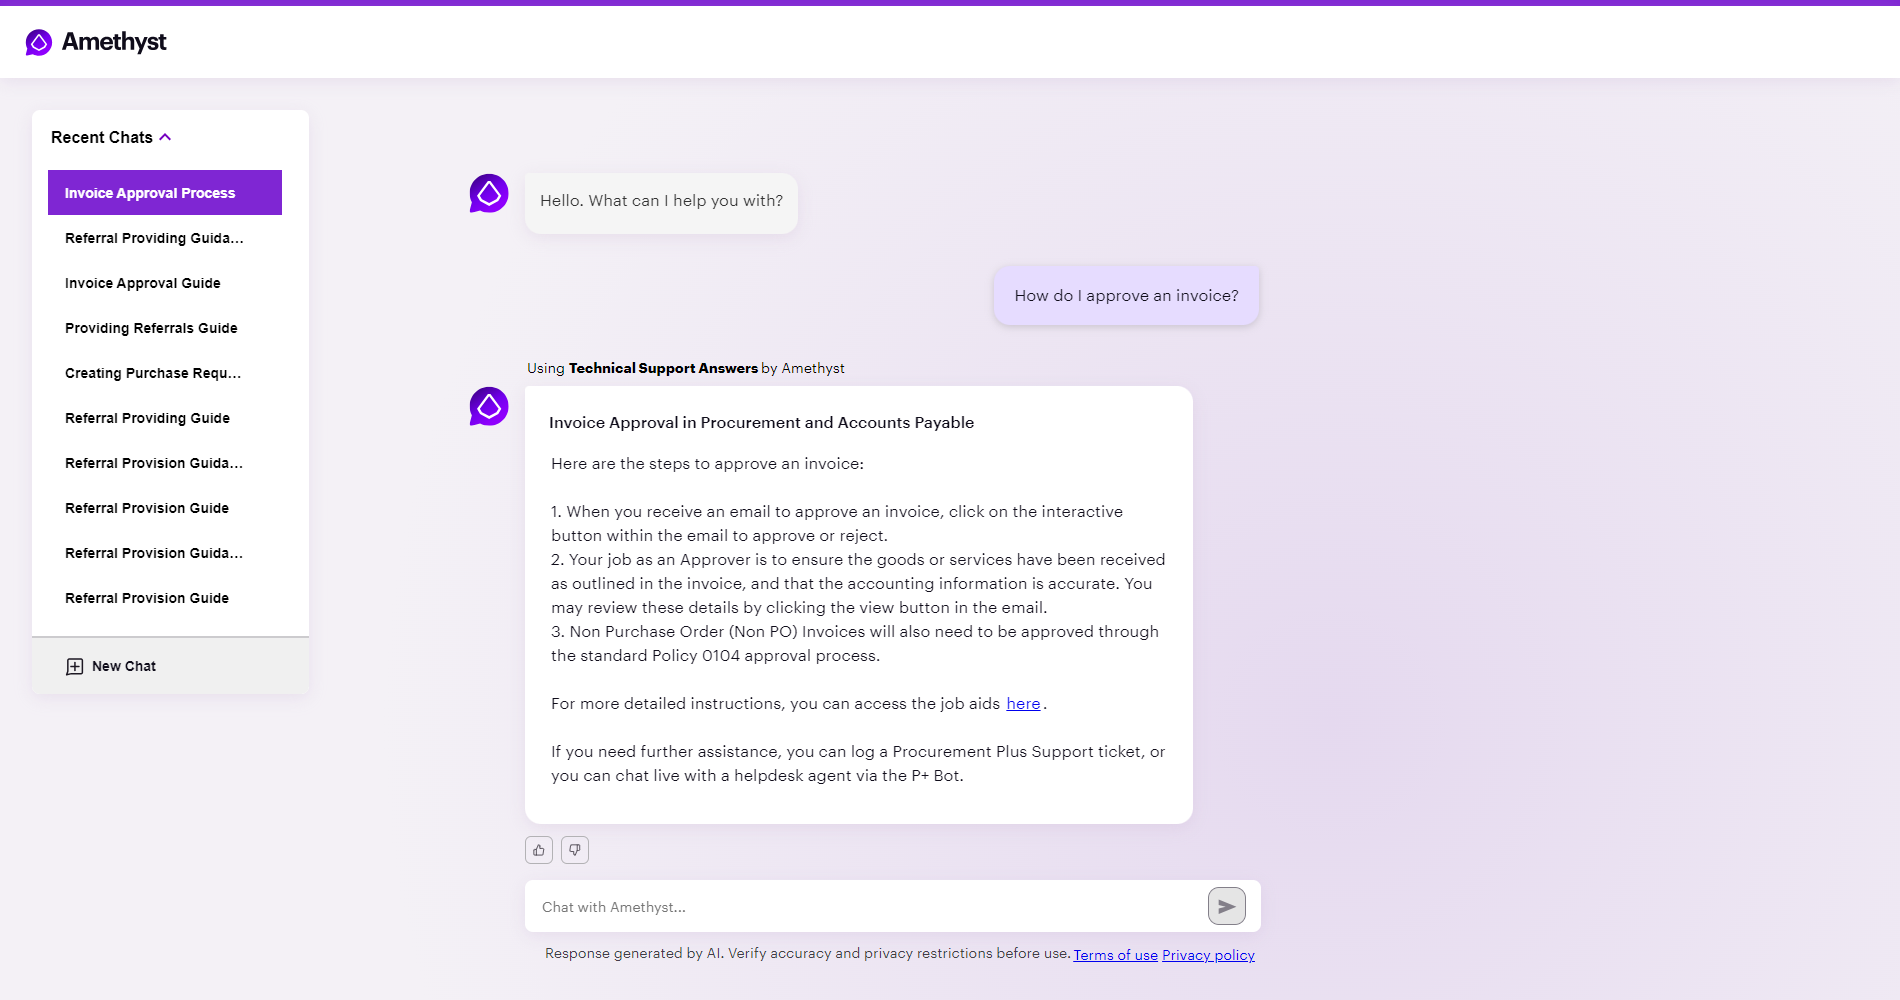 Amethyst
Recent Chats
Invoice Approval Process
Referral Providing Guida...
Invoice Approval Guide
Providing Referrals Guide
Creating Purchase Requ...
Referral Providing Guide
Referral Provision Guida...
Referral Provision Guide
Referral Provision Guida...
Referral Provision Guide
New Chat
Hello. What can I help you with?
How do I approve an invoice?
Using Technical Support Answers by Amethyst
Invoice Approval in Procurement and Accounts Payable
Here are the steps to approve an invoice:
1. When you receive an email to approve an invoice, click on the interactive
button within the email to approve or reject.
2. Your job as an Approver is to ensure the goods or services have been received
as outlined in the invoice, and that the accounting information is accurate. You
may review these details by clicking the view button in the email.
3. Non Purchase Order (Non PO) Invoices will also need to be approved through
the standard Policy 0104 approval process.
For more detailed instructions, you can access the job aids here.
If you need further assistance, you can log a Procurement Plus Support ticket, or
you can chat live with a helpdesk agent via the P+ Bot.
Chat with Amethyst...
Response generated by AI. Verify accuracy and privacy restrictions before use. Terms of use Privacy policy